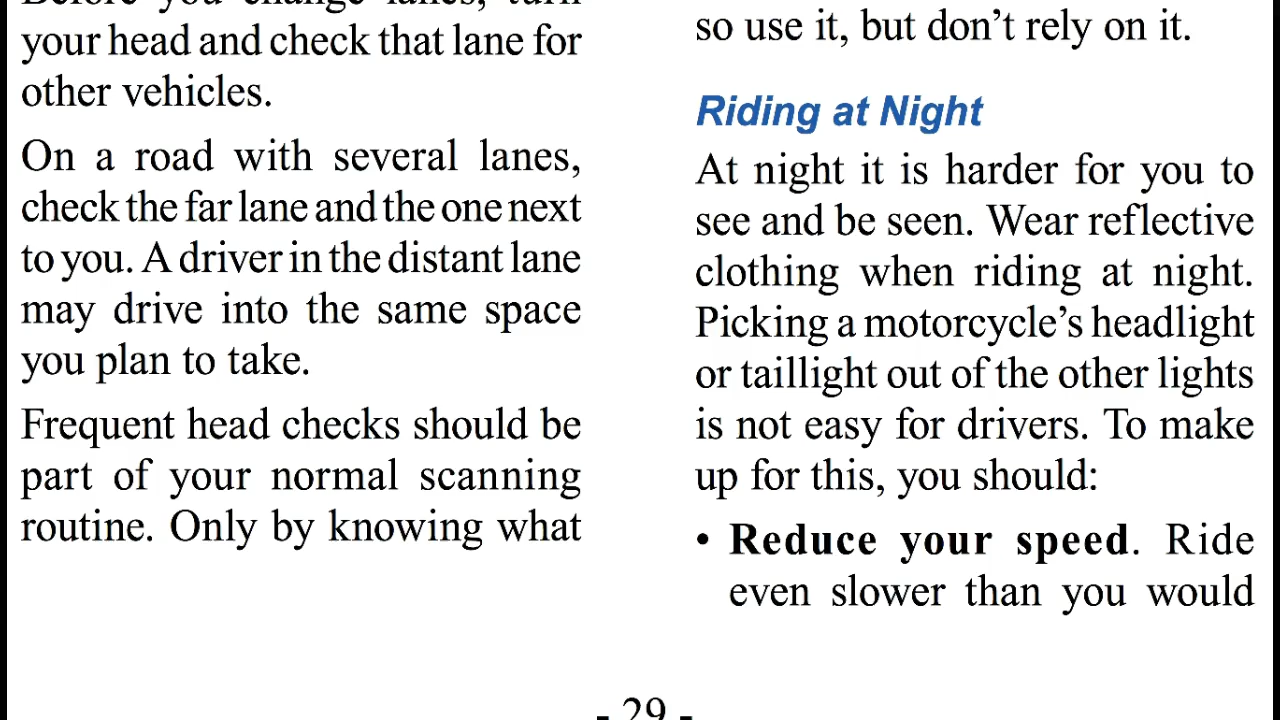 Before you change lanes, turn
your head and check that lane for
other vehicles.
On a road with several lanes,
check the far lane and the one next
to you. A driver in the distant lane
may drive into the same space
you plan to take.
Frequent head checks should be
part of your normal scanning
routine. Only by knowing what
so use it, but don’t rely on it.
Riding at Night
At night it is harder for you to
see and be seen. Wear reflective
clothing when riding at night.
Picking a motorcycle’s headlight
or taillight out of the other lights
is not easy for drivers. To make
up for this, you should:
• Reduce your speed. Ride
even slower than you would
- 29 -